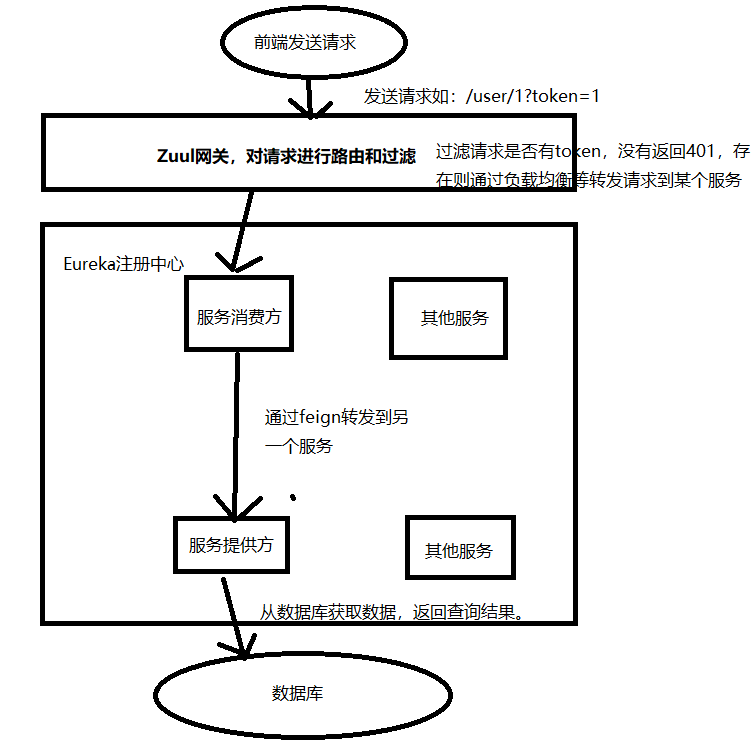 前端发送请求
发送请求如：/user/1?token=1
Zuul网关，对请求进行路由和过滤
过滤请求是否有token，没有返回401，存
在则通过负载均衡等转发请求到某个服务
Eureka注册中心
服务消费方
其他服务
通过feign转发到另
一个服务
服务提供方
其他服务
从数据库获取数据，返回查询结果。
数据库